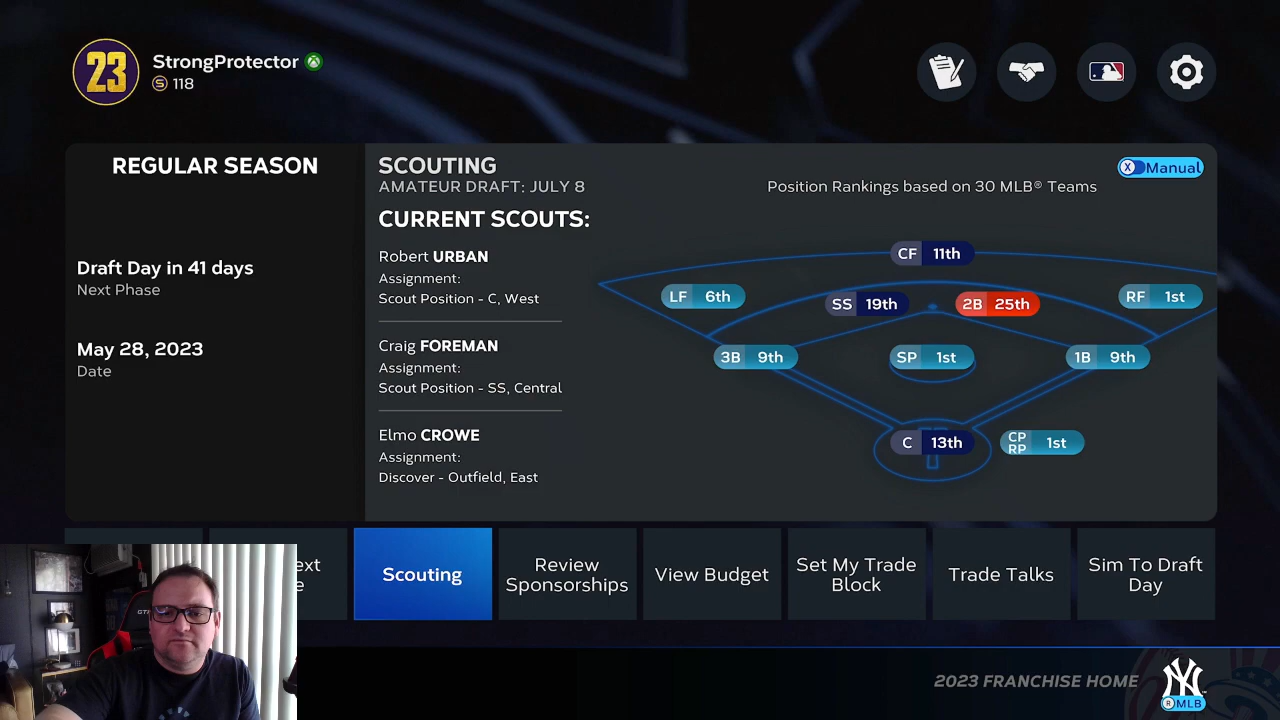 23
StrongProtector
118
REGULAR SEASON
Draft Day in 41 days
Next Phase
May 28, 2023
Date
SCOUTING
AMATEUR DRAFT: JULY 8
Position Rankings based on 30 MLB® Teams
X Manual
CURRENT SCOUTS:
Robert URBAN
Assignment:
Scout Position - C, West
Craig FOREMAN
Assignment:
Scout Position - SS, Central
Elmo CROWE
Assignment:
Discover - Outfield, East
CF 11th
LF 6th
SS 19th
2B 25th
RF 1st
3B 9th
SP 1st
1B 9th
C 13th
CP RP 1st
Scouting
Review
Sponsorships
View Budget
Set My Trade
Block
Trade Talks
Sim To Draft
Day
2023 FRANCHISE HOME
NY
R MLB